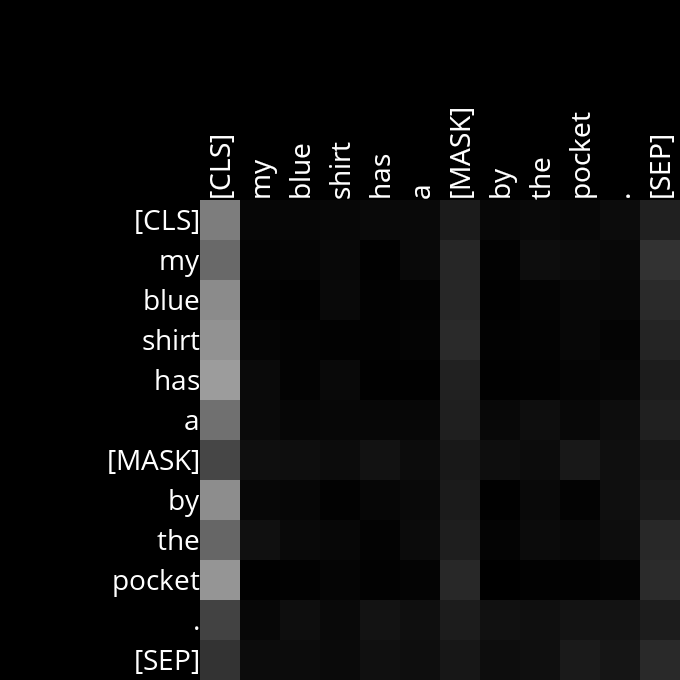 [CLS] my blue shirt has a [MASK] by the pocket . [SEP]
[CLS]
my
blue
shirt
has
a
[MASK]
by
the
pocket
.
[SEP]